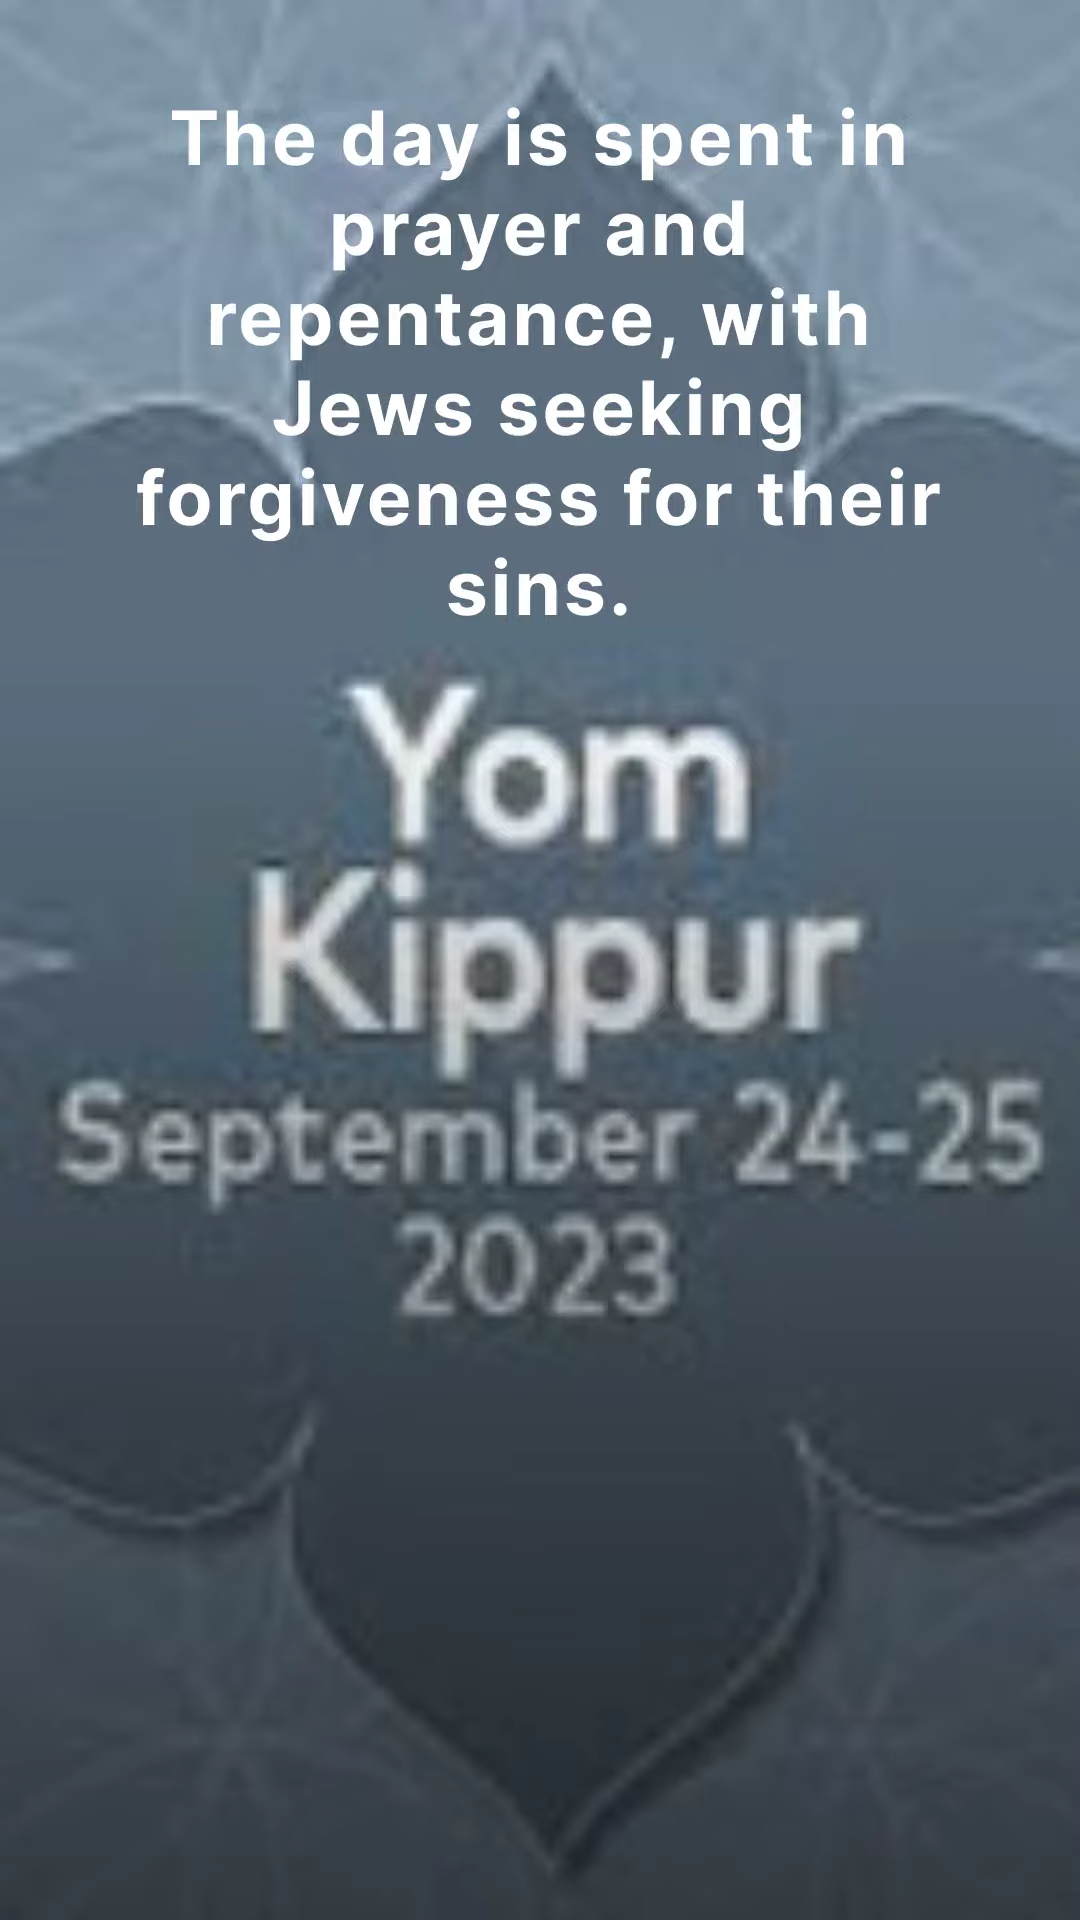 The day is spent in
prayer and
repentance, with
Jews seeking
forgiveness for their
sins.
Yom
Kippur
September 24-25
2023